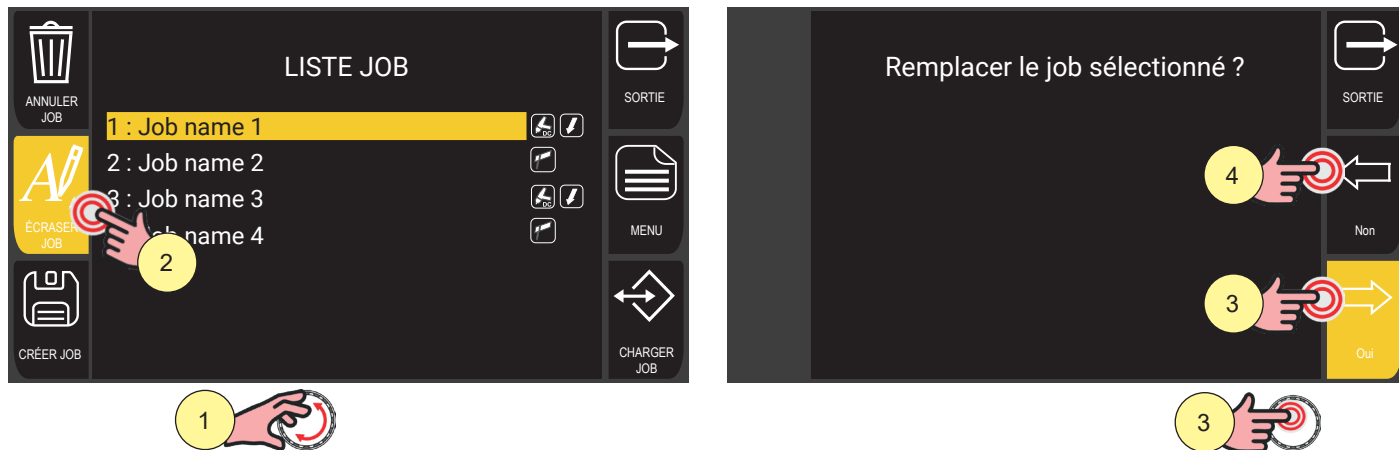 ANNULER
JOB
ÉCRASER
JOB
CRÉER JOB
LISTE JOB
1 : Job name 1
DC
2 : Job name 2
3 : Job name 3
DC
name 4
SORTIE
MENU
CHARGER
JOB
2
1
Remplacer le job sélectionné ?
SORTIE
4
Non
3
Oui
3